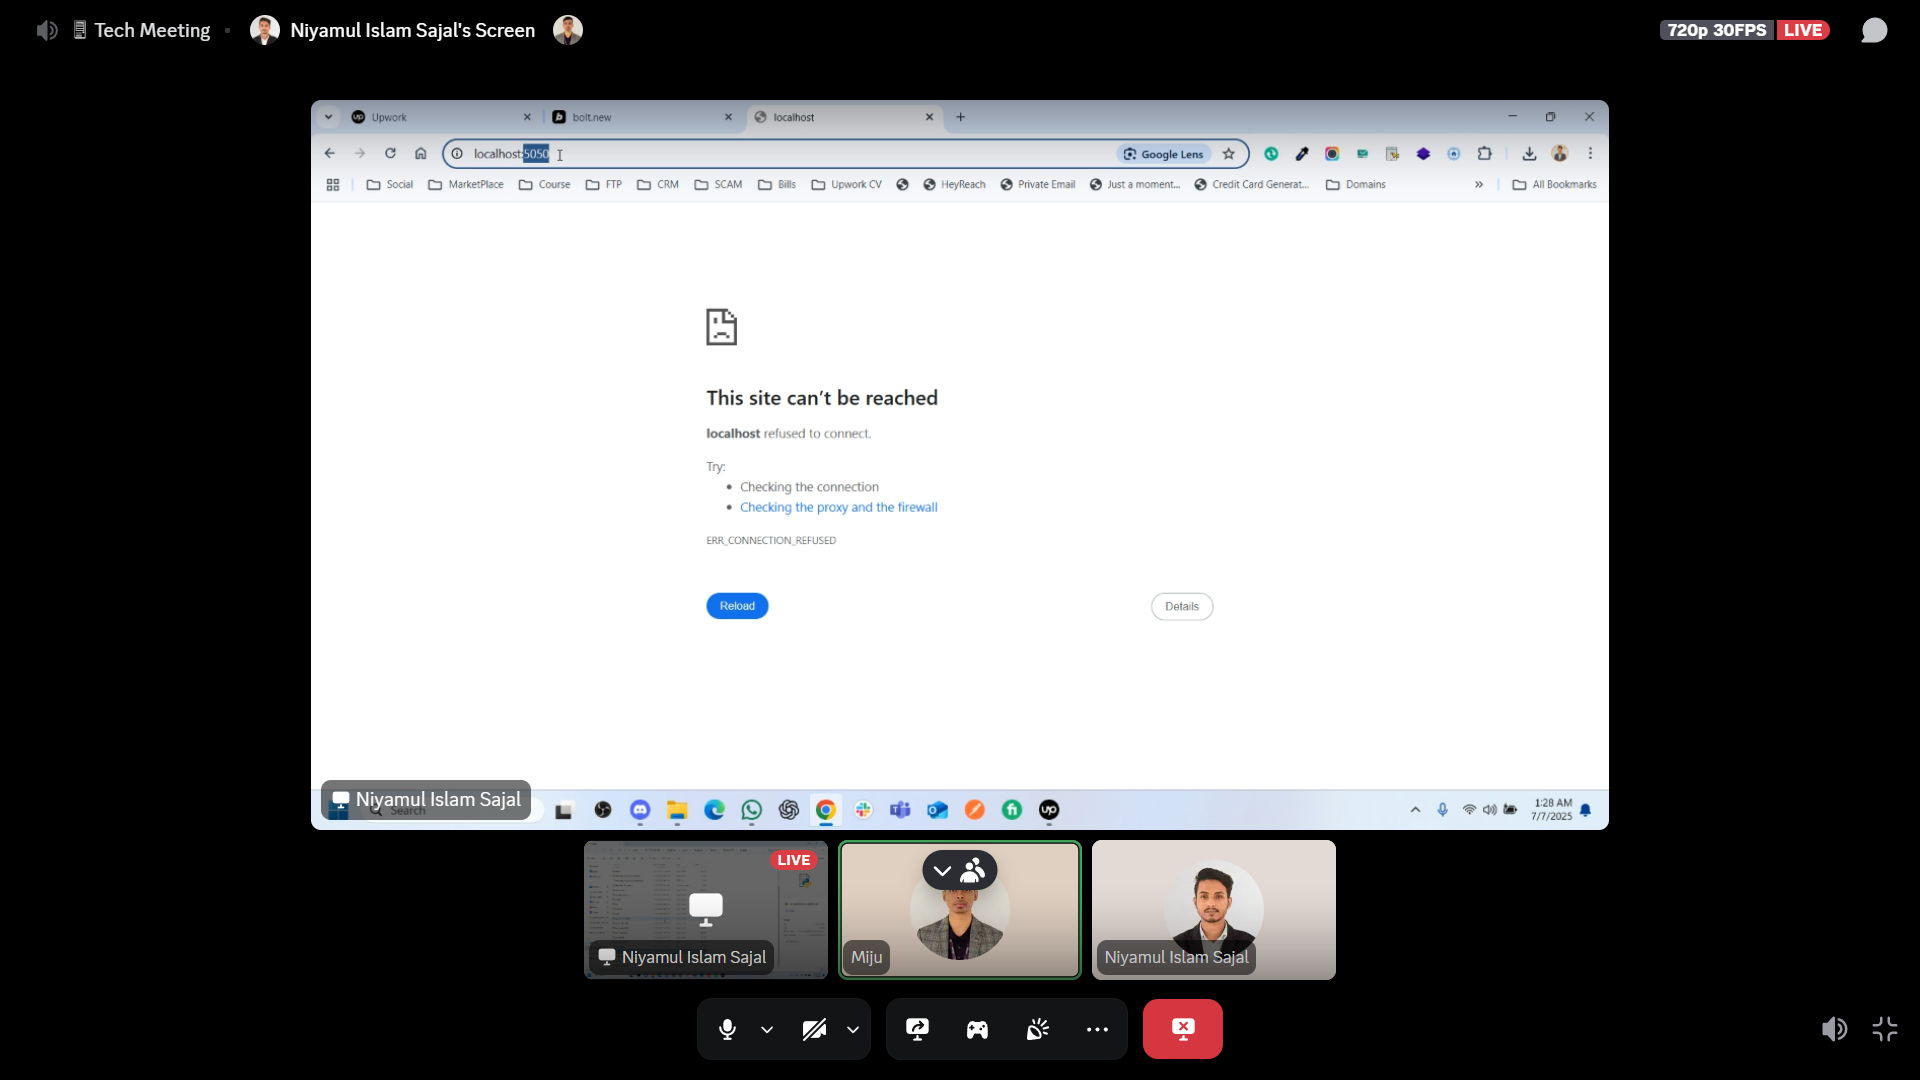 Tech Meeting
Niyamul Islam Sajal's Screen
720p 30FPS LIVE
Upwork
bolt.new
localhost
localhost:5050
Google Lens
Social
MarketPlace
Course
FTP
CRM
SCAM
Bills
Upwork CV
HeyReach
Private Email
Just a moment...
Credit Card Generat...
Domains
»
All Bookmarks
This site can't be reached
localhost refused to connect.
Try:
• Checking the connection
• Checking the proxy and the firewall
ERR_CONNECTION_REFUSED
Reload
Details
Niyamul Islam Sajal
Search
1:28 AM
7/7/2025
LIVE
Niyamul Islam Sajal
Miju
Niyamul Islam Sajal